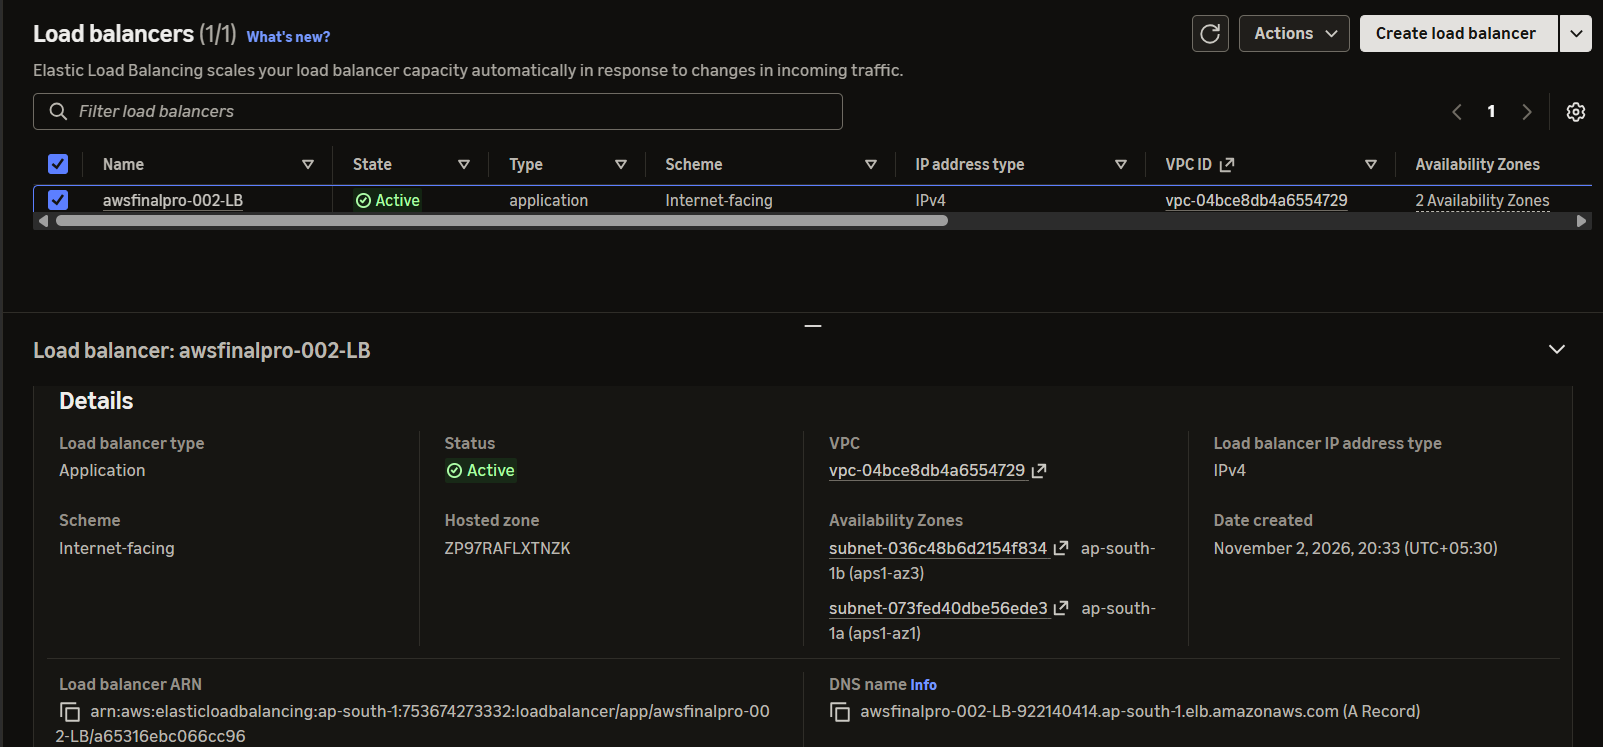 Load balancers (1/1) What's new?
Actions
Create load balancer
Elastic Load Balancing scales your load balancer capacity automatically in response to changes in incoming traffic.
Filter load balancers
1
Name State Type Scheme IP address type VPC ID Availability Zones
awsfinalpro-002-LB Active application Internet-facing IPv4 vpc-04bce8db4a6554729 2 Availability Zones
Load balancer: awsfinalpro-002-LB
Details
Load balancer type
Application
Status
Active
VPC
vpc-04bce8db4a6554729
Load balancer IP address type
IPv4
Scheme
Internet-facing
Hosted zone
ZP97RAFLXTNZK
Availability Zones
subnet-036c48b6d2154f834 ap-south-
1b (aps1-az3)
subnet-073fed40dbe56ede3 ap-south-
1a (aps1-az1)
Date created
November 2, 2026, 20:33 (UTC+05:30)
Load balancer ARN
arn:aws:elasticloadbalancing:ap-south-1:753674273332:loadbalancer/app/awsfinalpro-00
2-LB/a65316ebc066cc96
DNS name Info
awsfinalpro-002-LB-922140414.ap-south-1.elb.amazonaws.com (A Record)